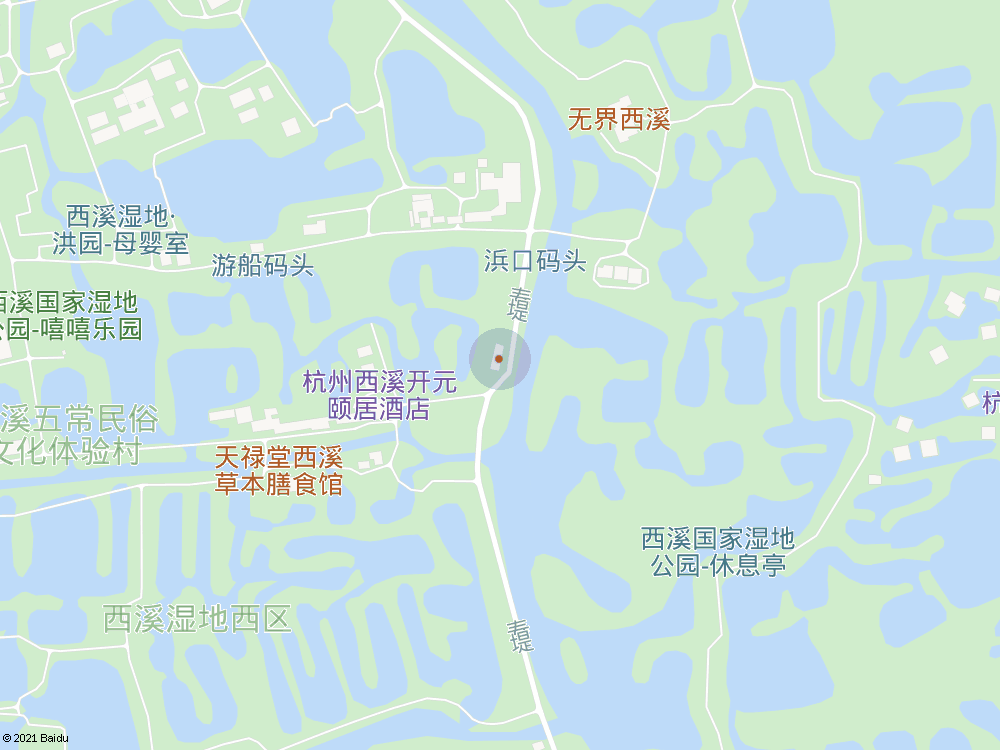 无界西溪
西溪湿地·
洪园-母婴室
游船码头
浜口码头
西溪国家湿地
公园-嘻嘻乐园
杭州西溪开元
颐居酒店
杭
溪五常民俗
文化体验村
天禄堂西溪
草本膳食馆
西溪国家湿地
公园-休息亭
西溪湿地西区
© 2021 Baidu